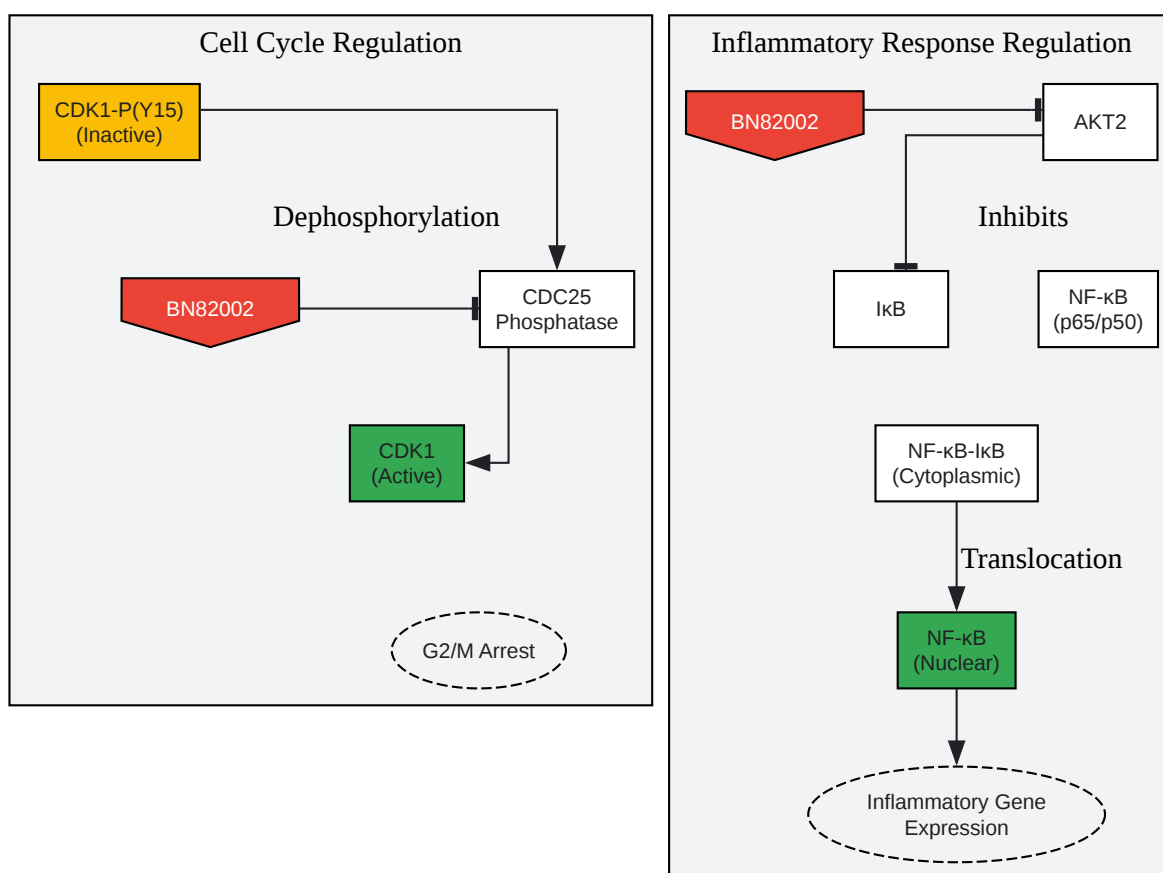 Cell Cycle Regulation
CDK1-P(Y15)
(Inactive)
Dephosphorylation
BN82002
CDC25
Phosphatase
CDK1
(Active)
G2/M Arrest
Inflammatory Response Regulation
BN82002
AKT2
Inhibits
IκB
NF-κB
(p65/p50)
NF-κB-IκB
(Cytoplasmic)
Translocation
NF-κB
(Nuclear)
Inflammatory Gene
Expression